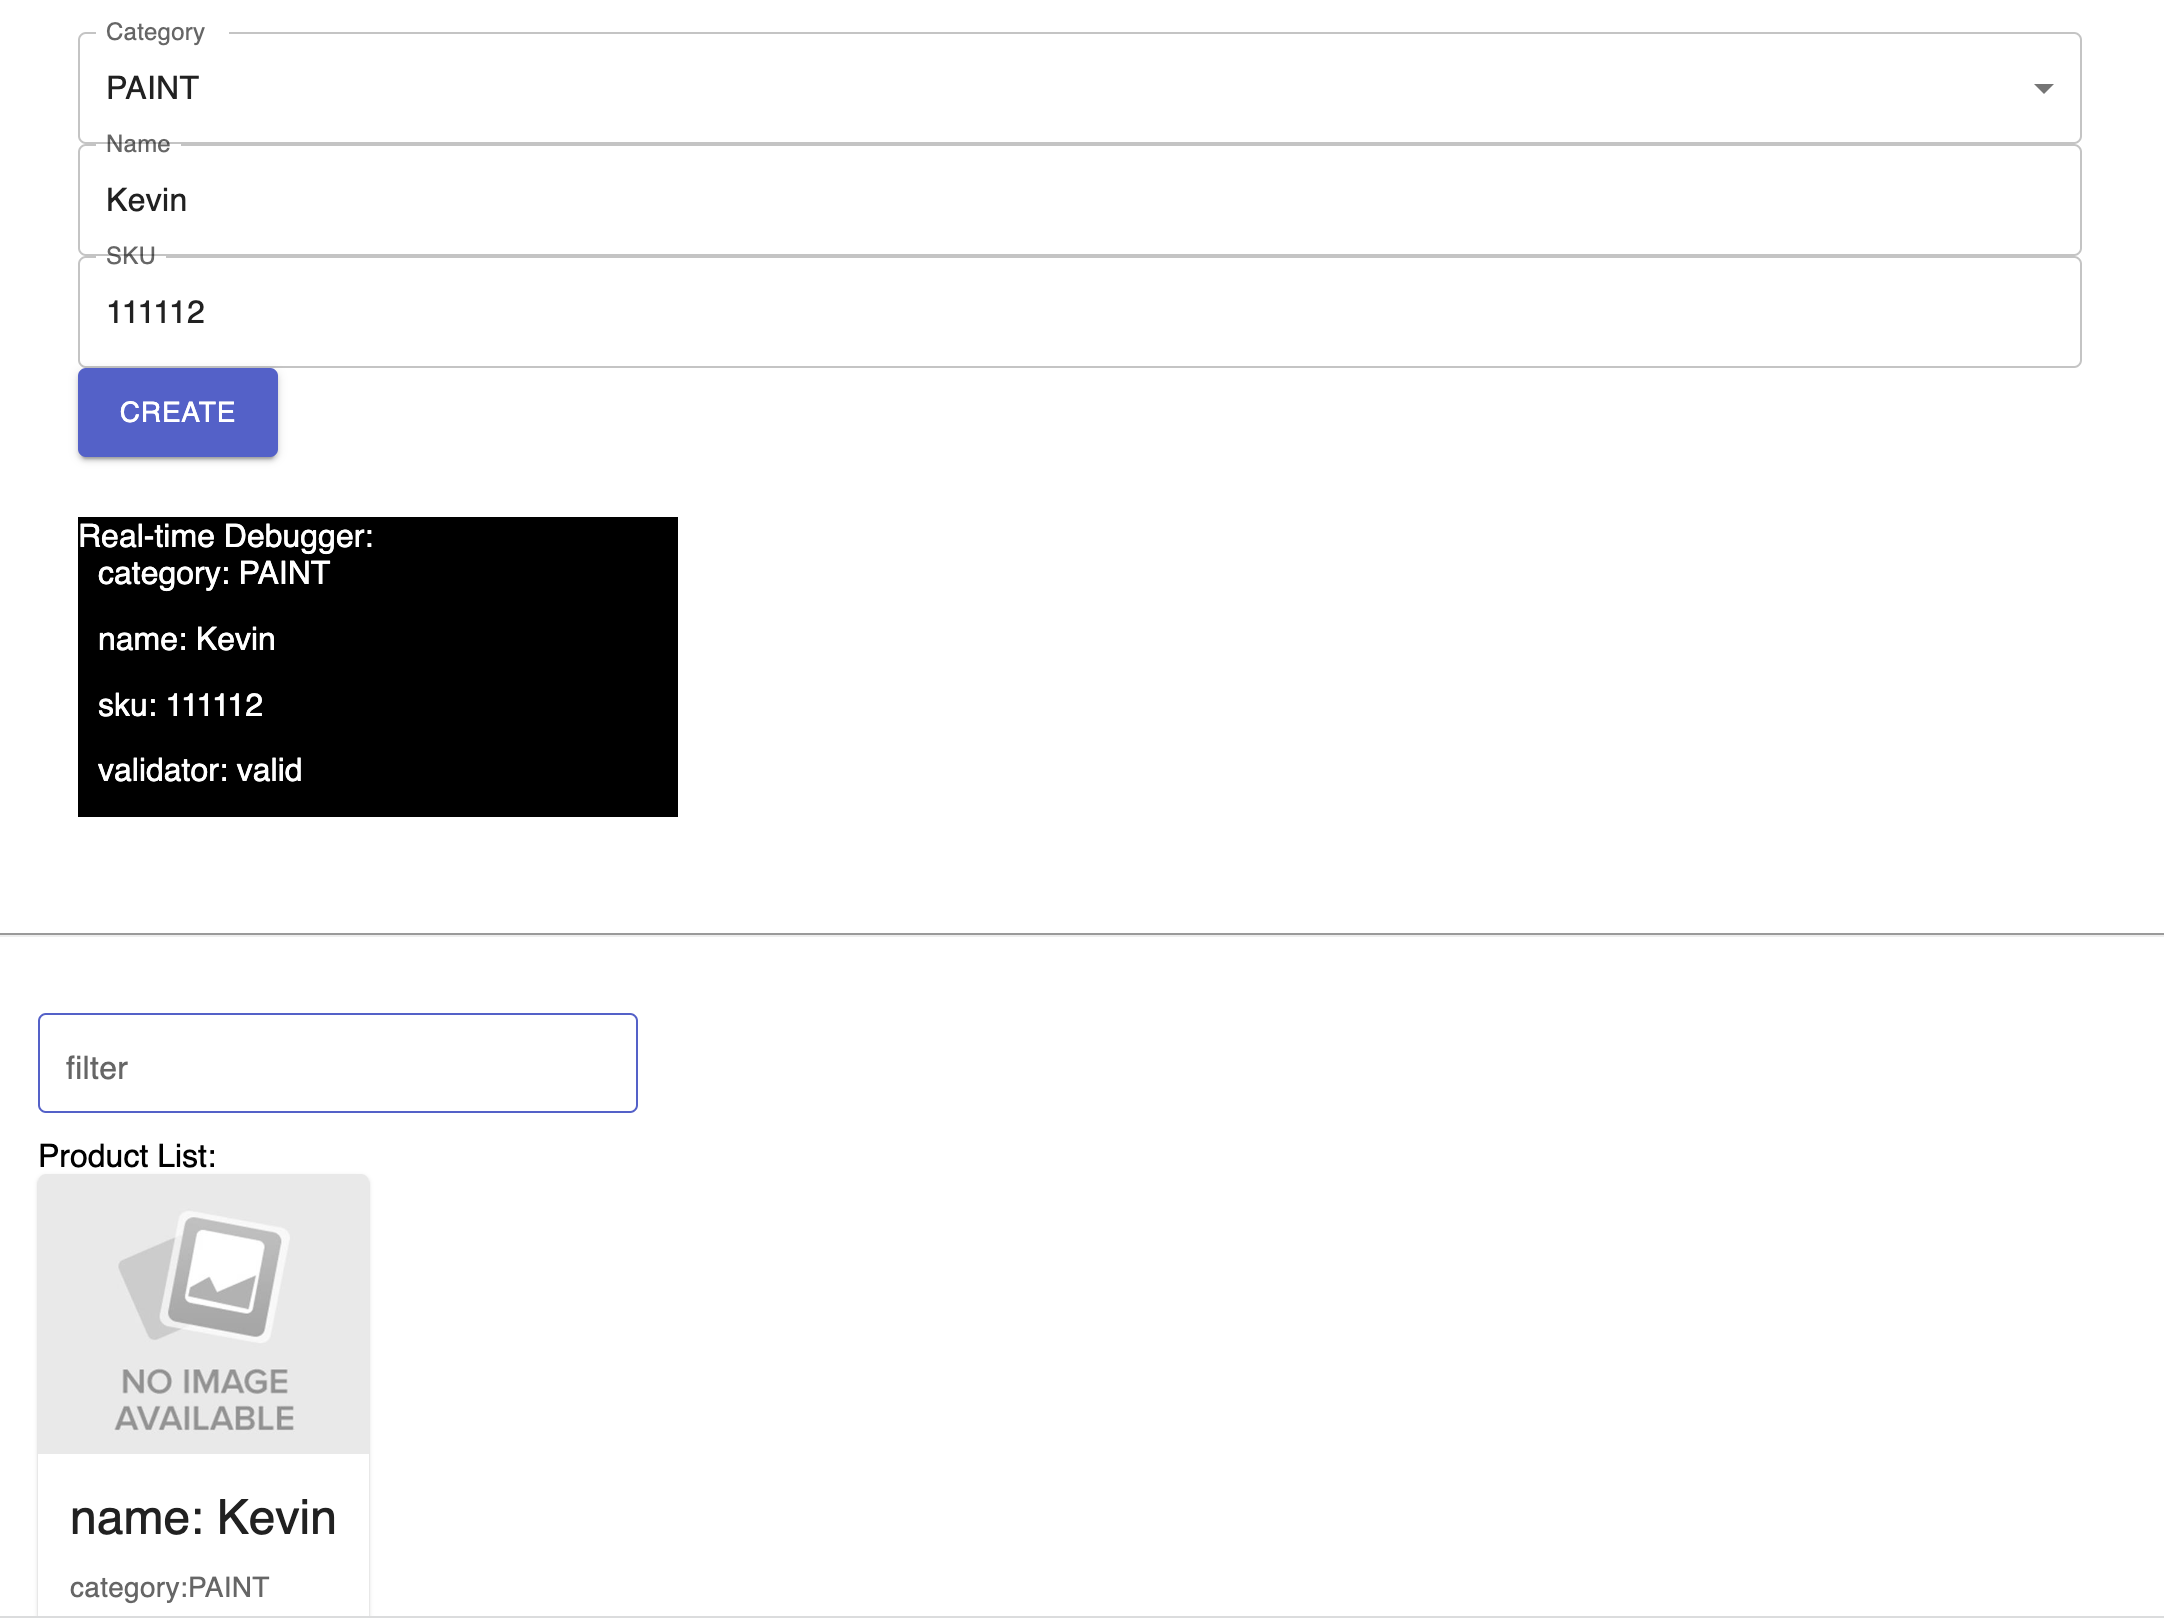 Category
PAINT
Name
Kevin
SKU
111112
CREATE
Real-time Debugger:
category: PAINT
name: Kevin
sku: 111112
validator: valid
filter
Product List:
NO IMAGE
AVAILABLE
name: Kevin
category:PAINT